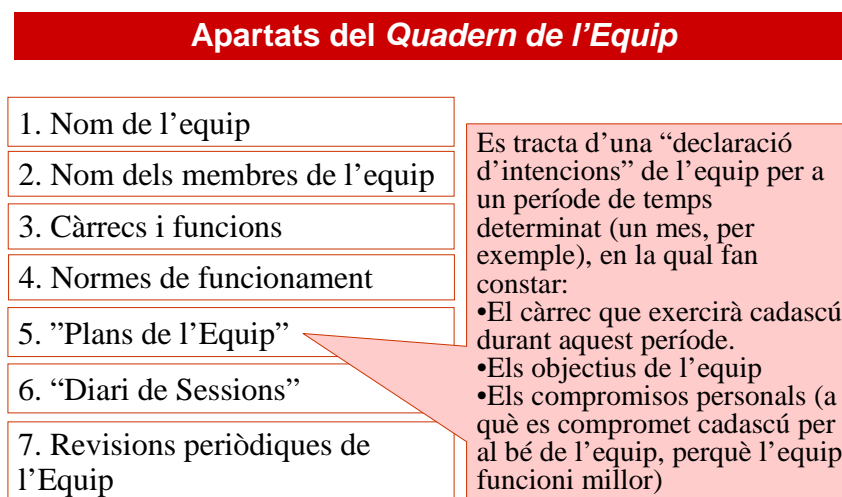 Apartats del Quadern de l’Equip
1. Nom de l’equip
2. Nom dels membres de l’equip
3. Càrrecs i funcions
4. Normes de funcionament
5. ”Plans de l’Equip”
6. “Diari de Sessions”
7. Revisions periòdiques de
l’Equip
Es tracta d’una “declaració
d’intencions” de l’equip per a
un període de temps
determinat (un mes, per
exemple), en la qual fan
constar:
•El càrrec que exercirà cadascú
durant aquest període.
•Els objectius de l’equip
•Els compromisos personals (a
què es compromet cadascú per
al bé de l’equip, perquè l’equip
funcioni millor)